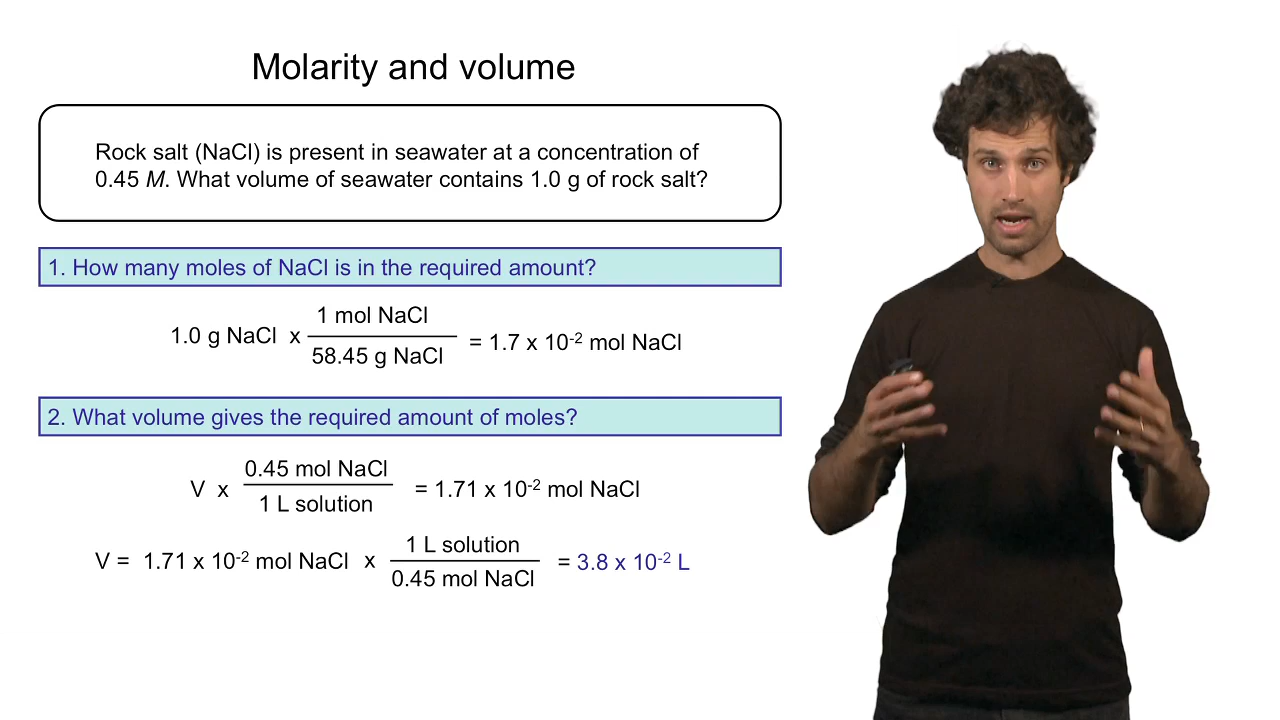 Molarity and volume
Rock salt (NaCl) is present in seawater at a concentration of
0.45 M. What volume of seawater contains 1.0 g of rock salt?
1. How many moles of NaCl is in the required amount?
1.0 g NaCl x 1 mol NaCl / 58.45 g NaCl = 1.7 x 10⁻² mol NaCl
2. What volume gives the required amount of moles?
V x 0.45 mol NaCl / 1 L solution = 1.71 x 10⁻² mol NaCl
V = 1.71 x 10⁻² mol NaCl x 1 L solution / 0.45 mol NaCl = 3.8 x 10⁻² L